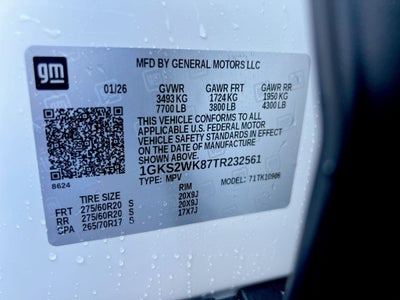 gm
MFD BY GENERAL MOTORS LLC
01/26 GVWR GAWR FRT GAWR RR
3493 KG 1724 KG 1950 KG
7700 LB 3800 LB 4300 LB
THIS VEHICLE CONFORMS TO ALL
APPLICABLE U.S. FEDERAL MOTOR
VEHICLE SAFETY STANDARDS IN EFFECT
ON THE DATE OF MANUFACTURE
SHOWN ABOVE.
1GKS2WK87TR232561
8624 TYPE: MPV MODEL: 71TK10906
TIRE SIZE RIM
FRT 275/60R20 S 20X9J
RR 275/60R20 S 20X9J
CPA 265/70R17 S 17X7J